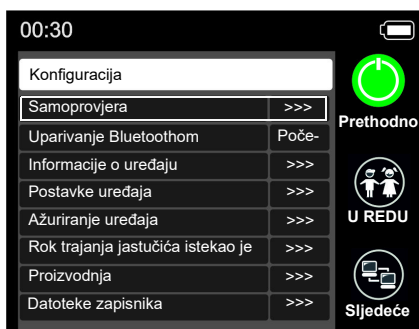 00:30
Konfiguracija
Samoprovjera >>>
Uparivanje Bluetoothom Poče-
Informacije o uređaju >>>
Postavke uređaja >>>
Ažuriranje uređaja >>>
Rok trajanja jastučića istekao je >>>
Proizvodnja >>>
Datoteke zapisnika >>>
Prethodno
U REDU
Sljedeće